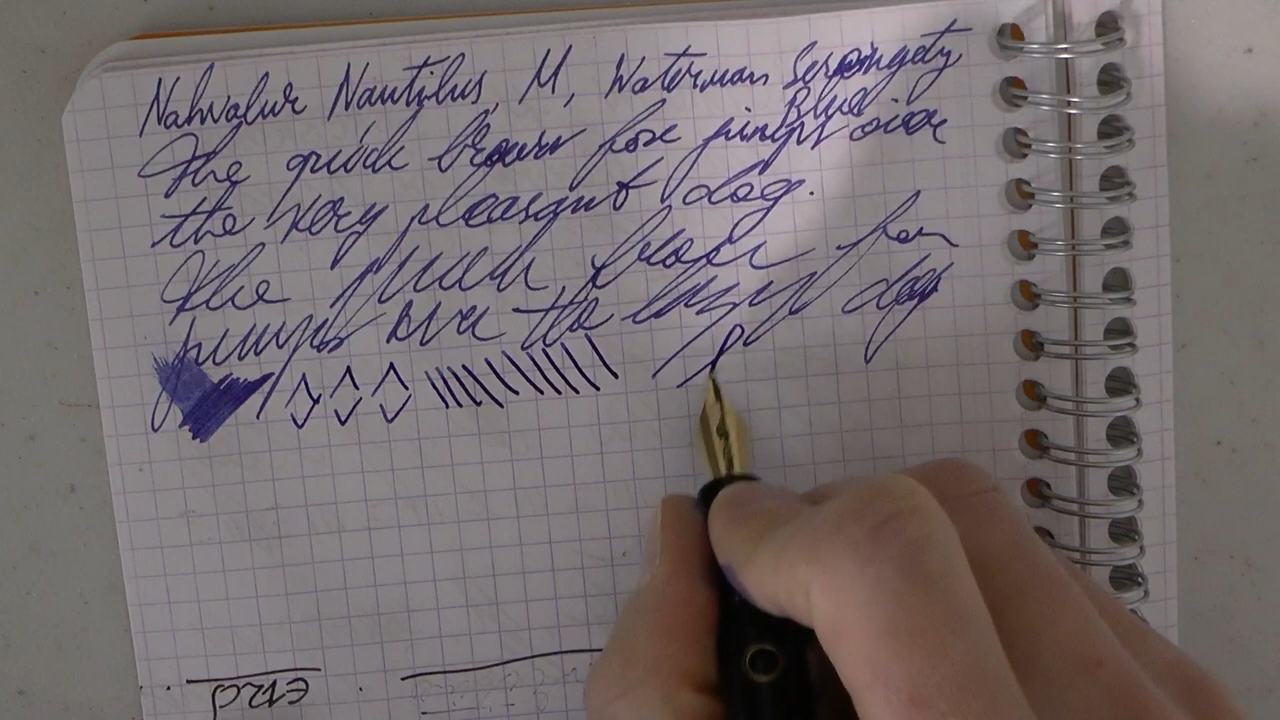 Nahvalur Nautilus, M, Waterman Serengety
Blue
The quick brown fox jumps over
the very pleasant dog.
The quick brown fox
jumps over the lazy dog